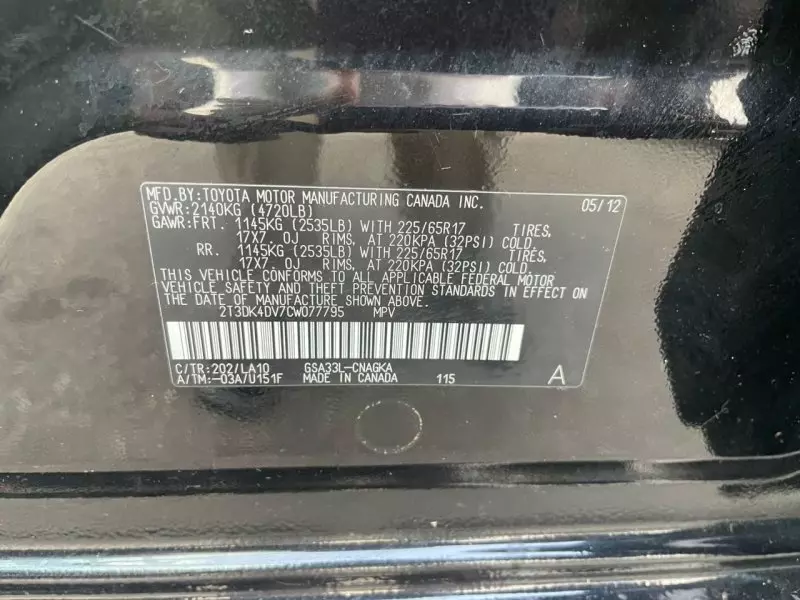 MFD.BY:TOYOTA MOTOR MANUFACTURING CANADA INC. 05/12
GVWR:2140KG (4720LB)
GAWR:FRT. 1145KG (2535LB) WITH 225/65R17 TIRES,
17X7.0J RIMS, AT 220KPA (32PSI) COLD.
RR. 1145KG (2535LB) WITH 225/65R17 TIRES,
17X7.0J RIMS, AT 220KPA (32PSI) COLD.
THIS VEHICLE CONFORMS TO ALL APPLICABLE FEDERAL MOTOR
VEHICLE SAFETY AND THEFT PREVENTION STANDARDS IN EFFECT ON
THE DATE OF MANUFACTURE SHOWN ABOVE.
2T3DK4DV7CW077795 MPV
C/TR:202/LA10 GSA33L-CNAGKA
A/TM:-03A/U151F MADE IN CANADA 115 A